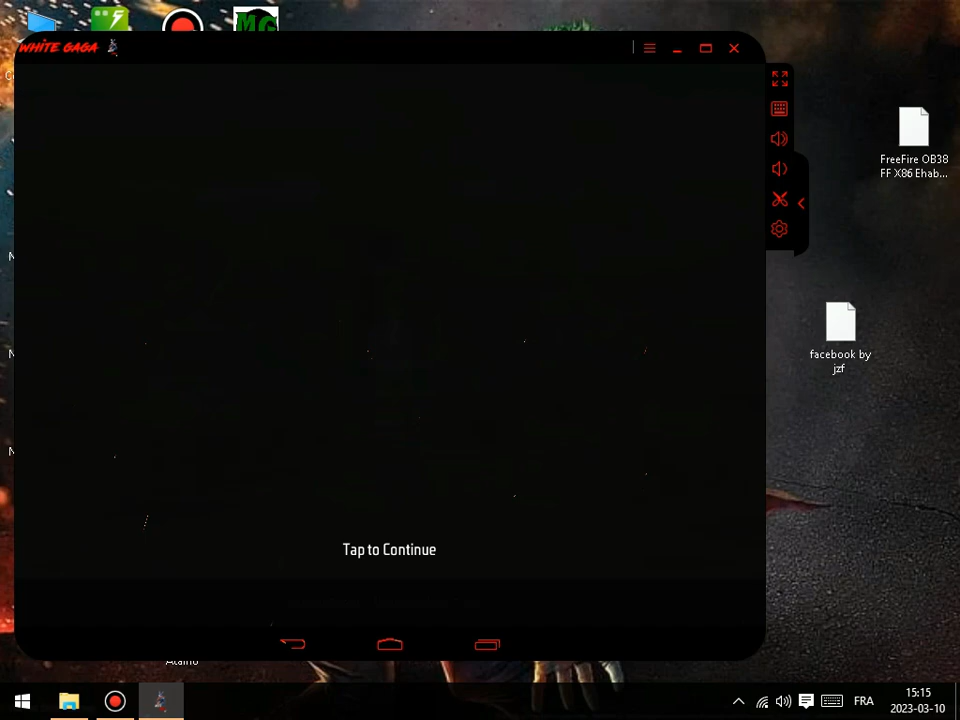 MG
WHITE GAGA
FreeFire OB38
FF X86 Ehab...
facebook by
jzf
Tap to Continue
FRA
15:15
2023-03-10